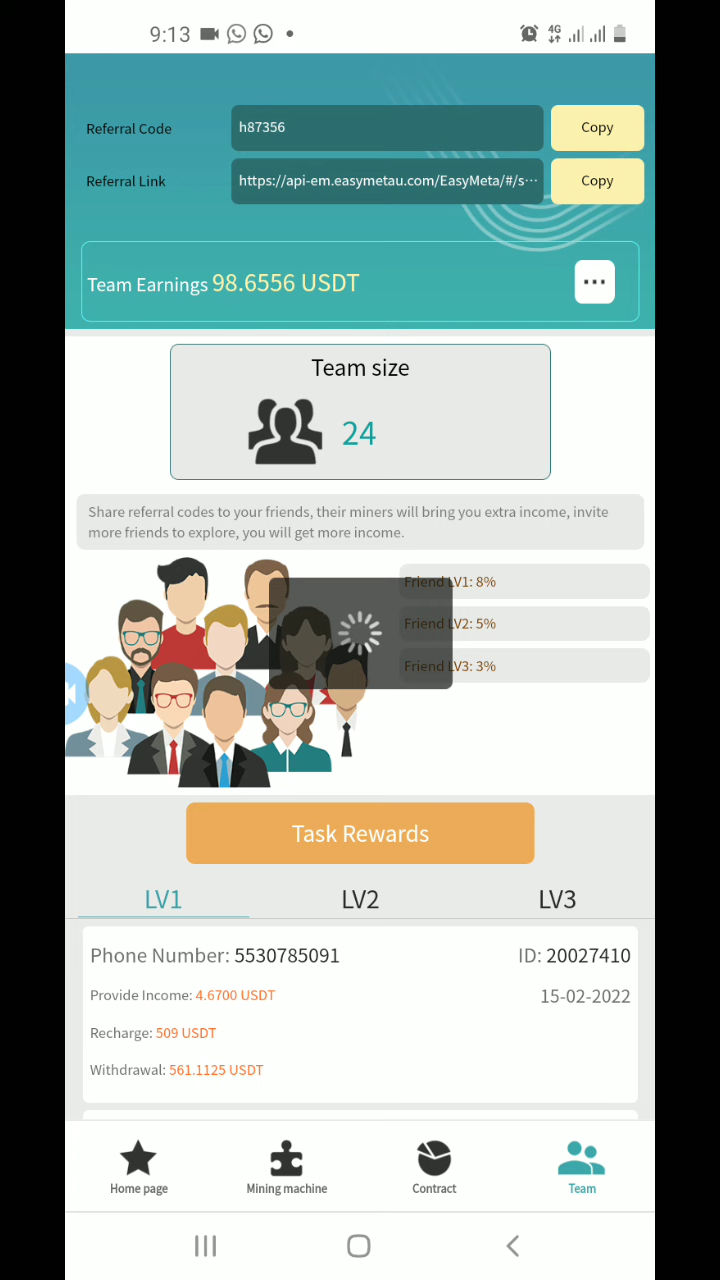 9:13
4G
Referral Code
h87356
Copy
Referral Link
https://api-em.easymetau.com/EasyMeta/#/s···
Copy
Team Earnings 98.6556 USDT
Team size
24
Share referral codes to your friends, their miners will bring you extra income, invite
more friends to explore, you will get more income.
Friend LV1: 8%
Friend LV2: 5%
Friend LV3: 3%
Task Rewards
LV1
LV2
LV3
Phone Number: 5530785091
ID: 20027410
Provide Income: 4.6700 USDT
15-02-2022
Recharge: 509 USDT
Withdrawal: 561.1125 USDT
Home page
Mining machine
Contract
Team